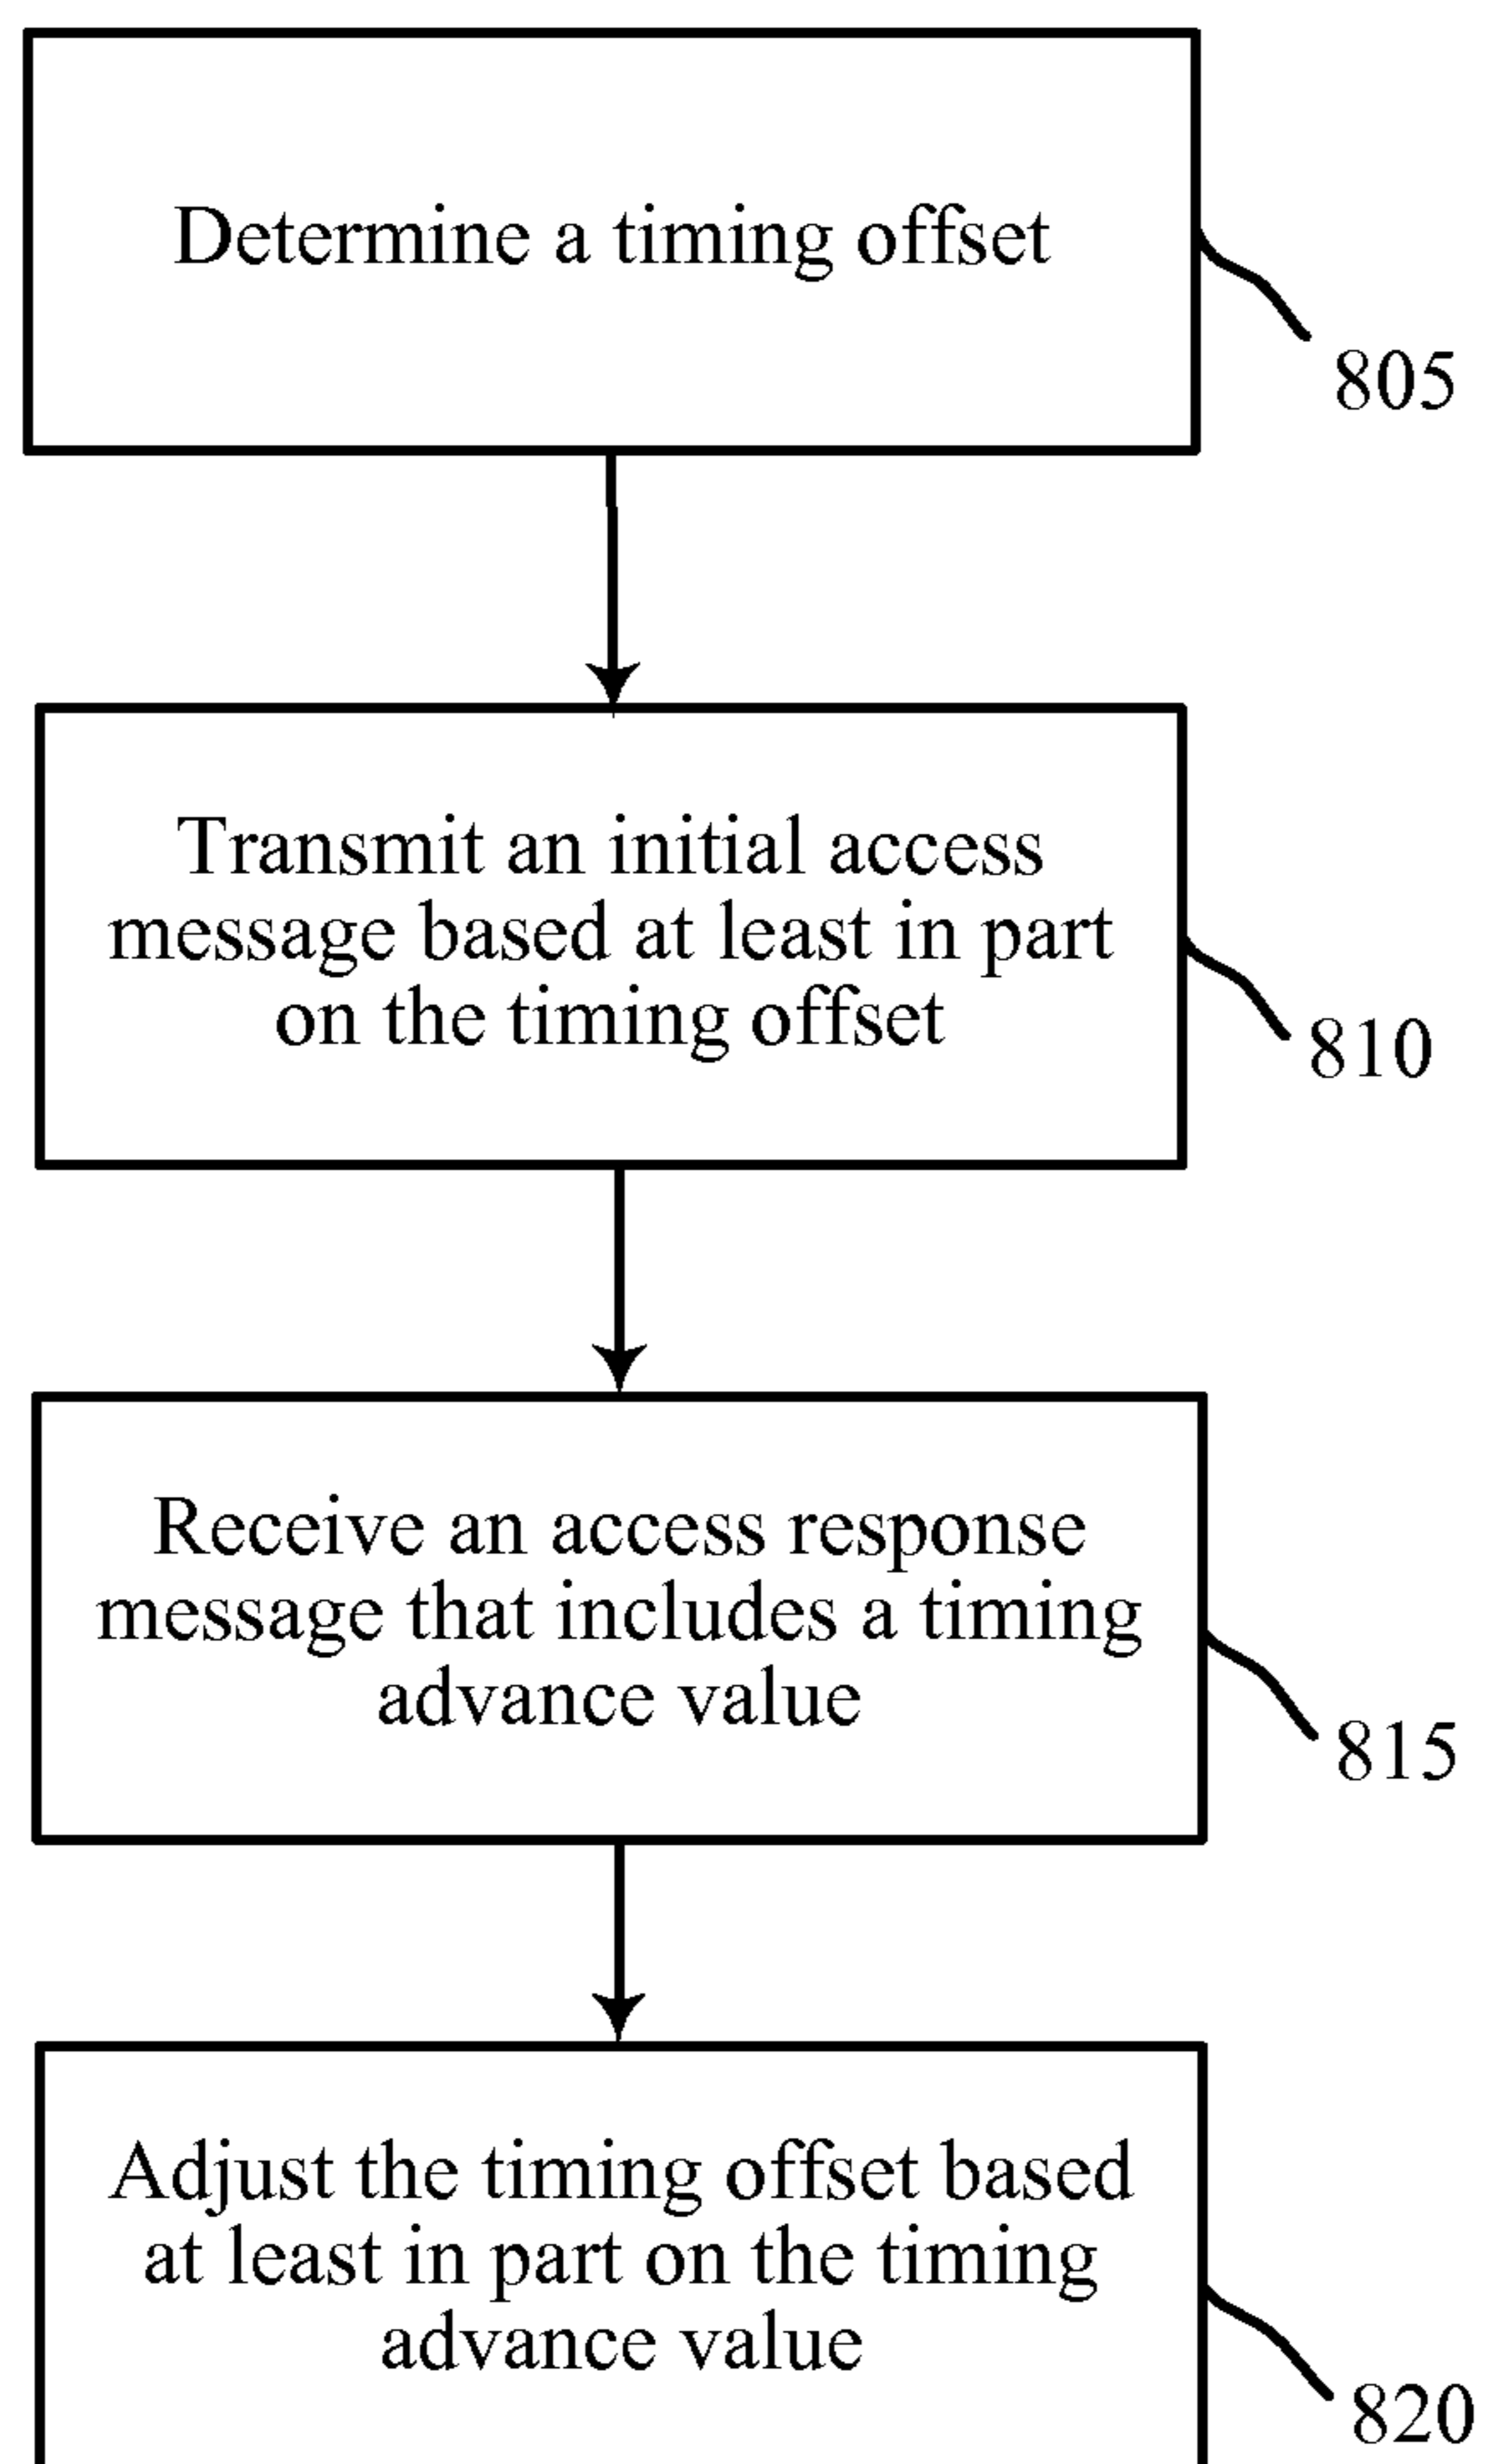 Determine a timing offset
805
Transmit an initial access
message based at least in part
on the timing offset
810
Receive an access response
message that includes a timing
advance value
815
Adjust the timing offset based
at least in part on the timing
advance value
820